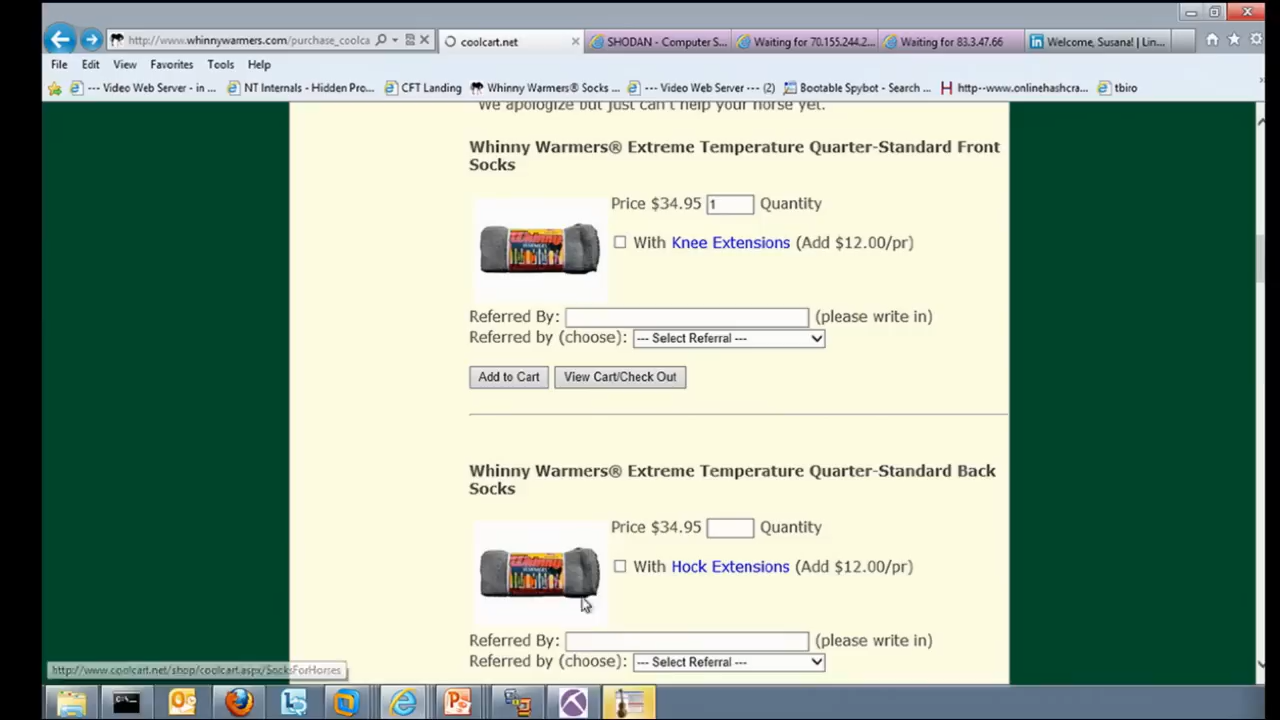 http://www.whinnywarmers.com/purchase_coolca
coolcart.net
SHODAN - Computer S...
Waiting for 70.155.244.2...
Waiting for 83.3.47.66
Welcome, Susana! | Lin...
File Edit View Favorites Tools Help
--- Video Web Server - in ...
NT Internals - Hidden Pro...
CFT Landing
Whinny Warmers® Socks ...
--- Video Web Server --- (2)
Bootable Spybot - Search ...
http--www.onlinehashcra...
tbiro
We apologize but just can't help your horse yet.
Whinny Warmers® Extreme Temperature Quarter-Standard Front
Socks
Price $34.95 1 Quantity
With Knee Extensions (Add $12.00/pr)
Referred By: (please write in)
Referred by (choose): --- Select Referral ---
Add to Cart View Cart/Check Out
Whinny Warmers® Extreme Temperature Quarter-Standard Back
Socks
Price $34.95 Quantity
With Hock Extensions (Add $12.00/pr)
Referred By: (please write in)
Referred by (choose): --- Select Referral ---
http://www.coolcart.net/shop/coolcart.aspx/SocksForHorses